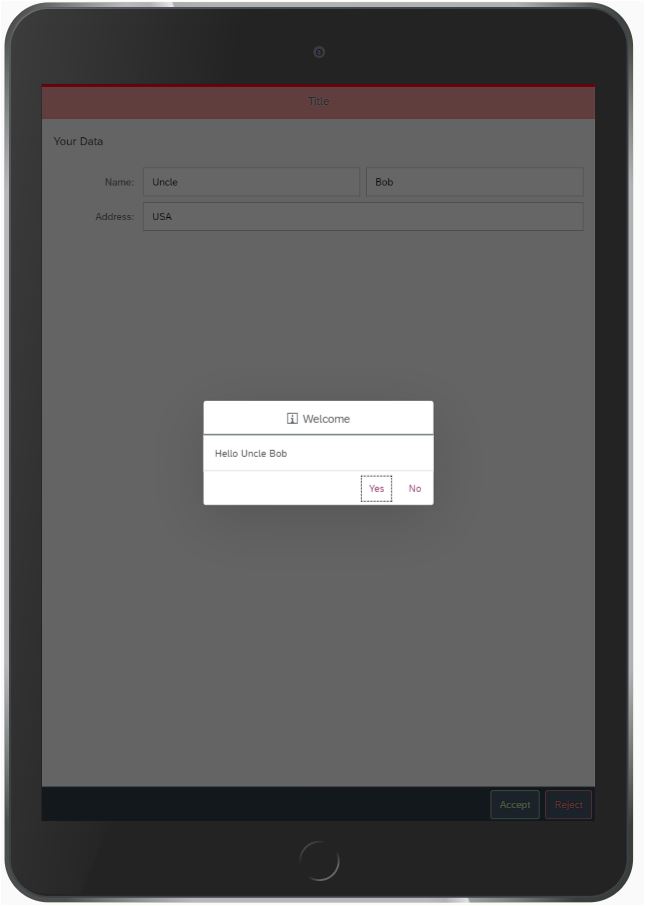 Title
Your Data
Name: Uncle Bob
Address: USA
Welcome
Hello Uncle Bob
Yes No
Accept Reject